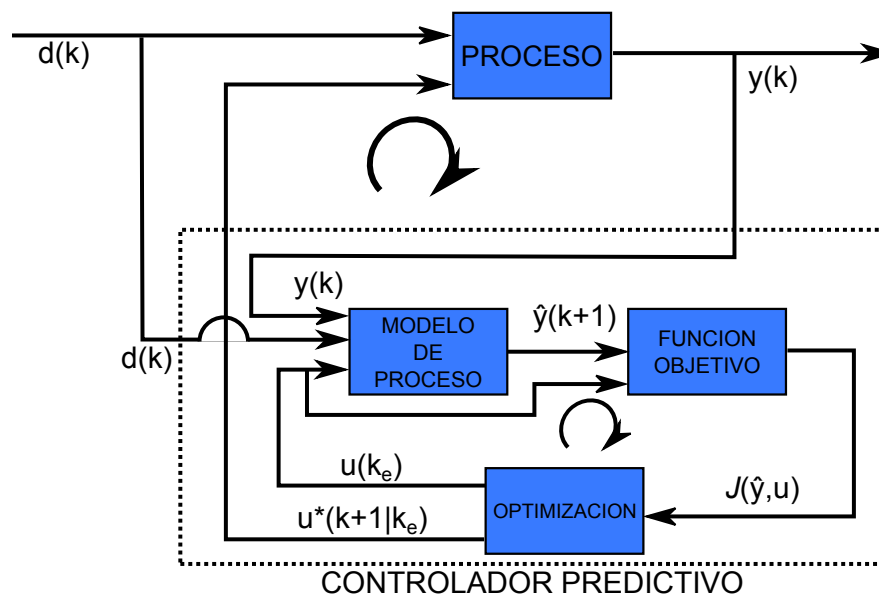 d(k)
PROCESO
y(k)
y(k)
d(k)
MODELO
DE
PROCESO
ŷ(k+1)
FUNCION
OBJETIVO
u(kₑ)
u*(k+1|kₑ)
OPTIMIZACION
J(ŷ,u)
CONTROLADOR PREDICTIVO